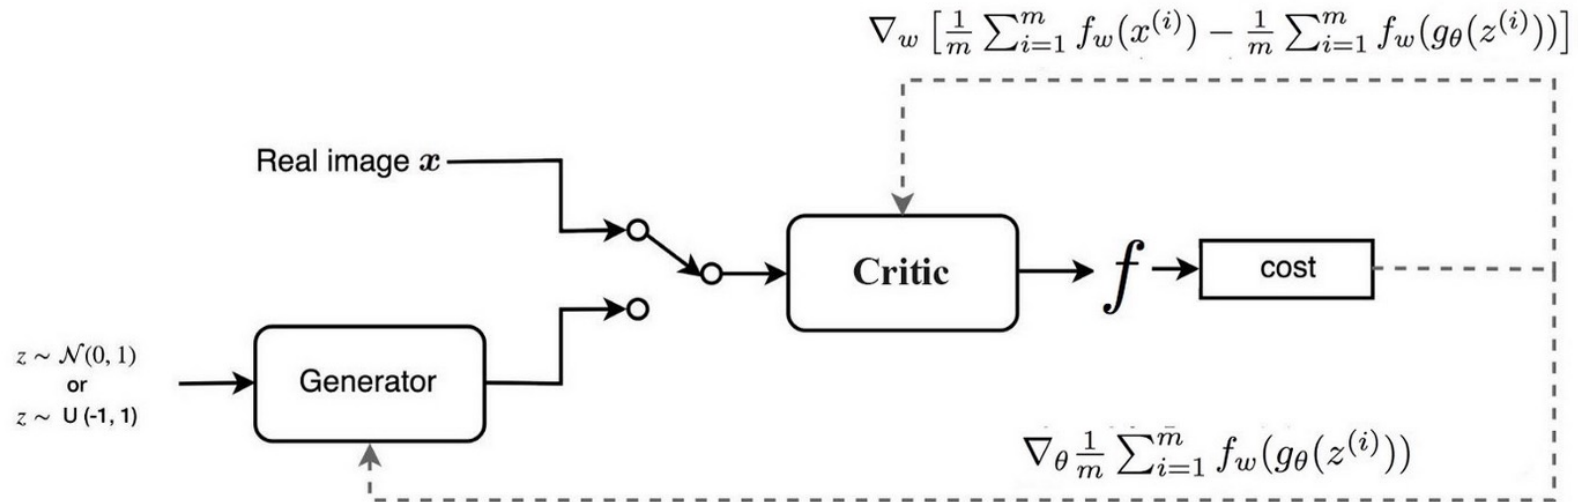 ∇_w [1/m ∑_{i=1}^m f_w(x^{(i)}) − 1/m ∑_{i=1}^m f_w(g_θ(z^{(i)}))]
Real image x
Critic
f
cost
z ~ 𝒩(0, 1)
or
z ~ U (-1, 1)
Generator
∇_θ 1/m ∑_{i=1}^m f_w(g_θ(z^{(i)}))